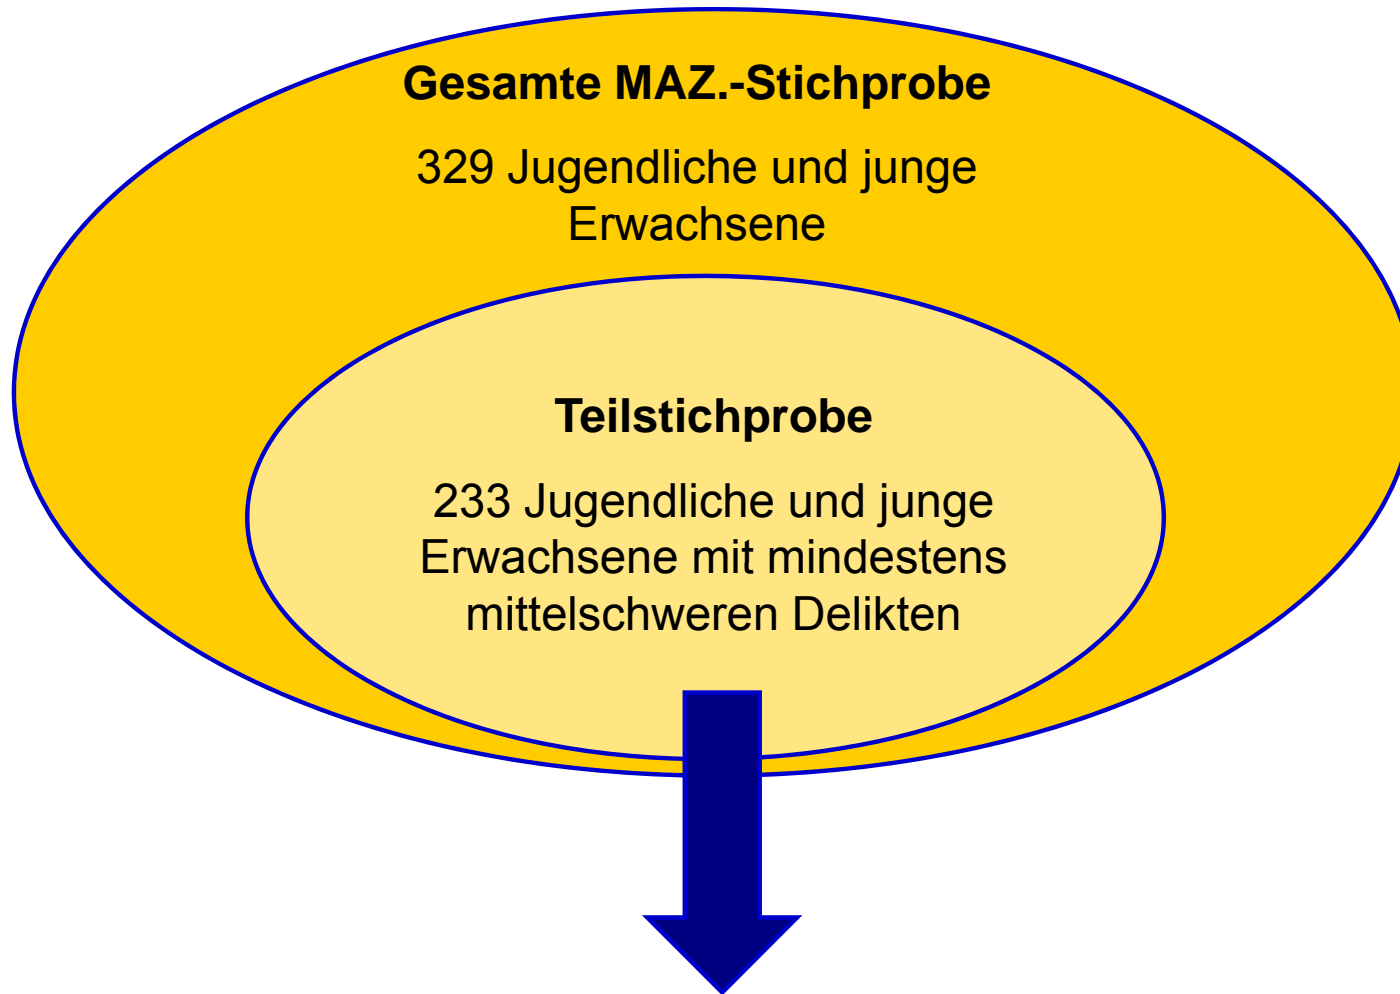 Gesamte MAZ.-Stichprobe
329 Jugendliche und junge
Erwachsene
Teilstichprobe
233 Jugendliche und junge
Erwachsene mit mindestens
mittelschweren Delikten